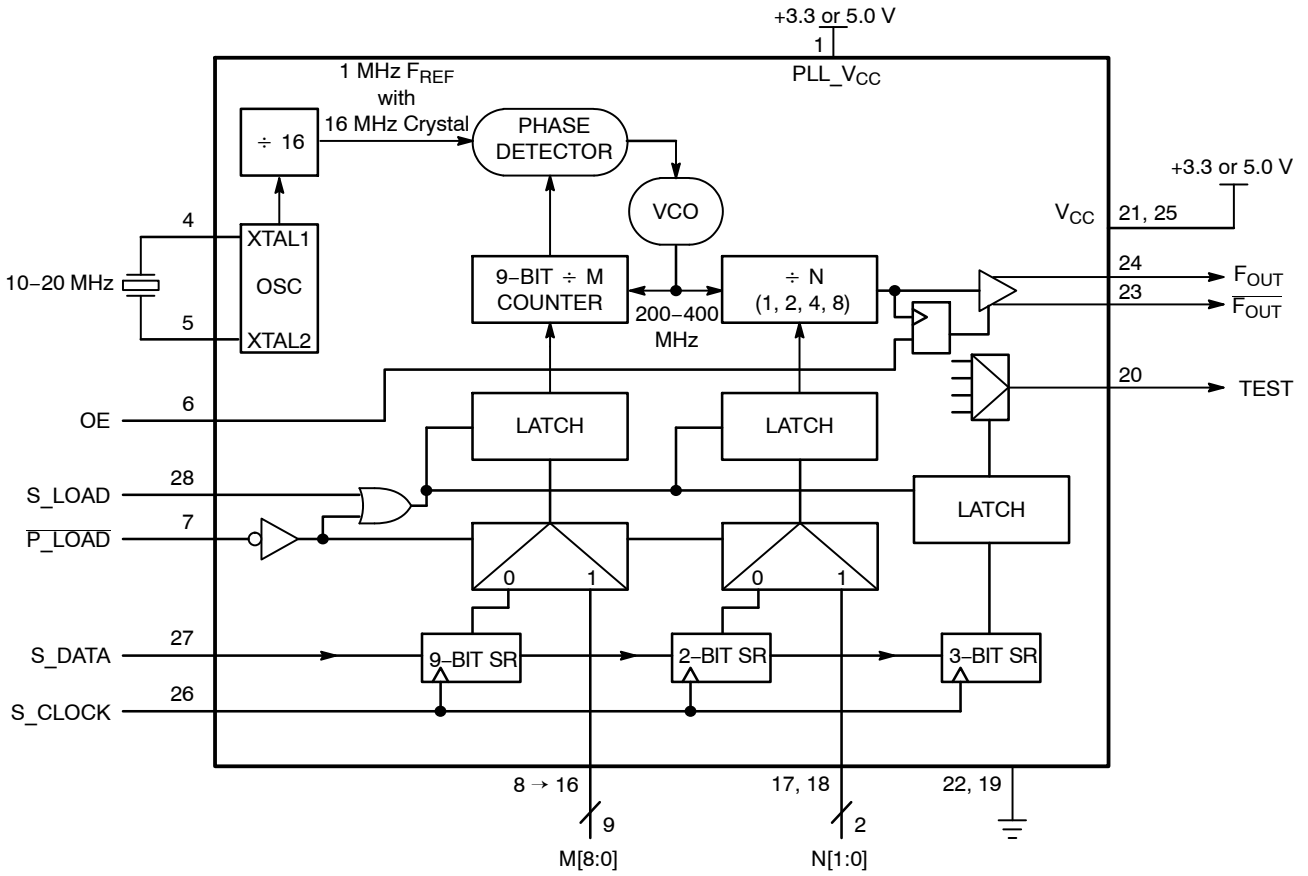 +3.3 or 5.0 V
1
PLL_VCC
1 MHz FREF
with
16 MHz Crystal
÷ 16
PHASE
DETECTOR
VCO
+3.3 or 5.0 V
VCC
21, 25
4
XTAL1
10−20 MHz
OSC
5
XTAL2
9−BIT ÷ M
COUNTER
200−400
MHz
÷ N
(1, 2, 4, 8)
24
FOUT
23
F̅O̅U̅T̅
20
TEST
OE
6
LATCH
LATCH
S_LOAD
28
P̅_̅L̅O̅A̅D̅
7
LATCH
0
1
0
1
S_DATA
27
9−BIT SR
2−BIT SR
3−BIT SR
S_CLOCK
26
8 → 16
17, 18
22, 19
9
2
M[8:0]
N[1:0]